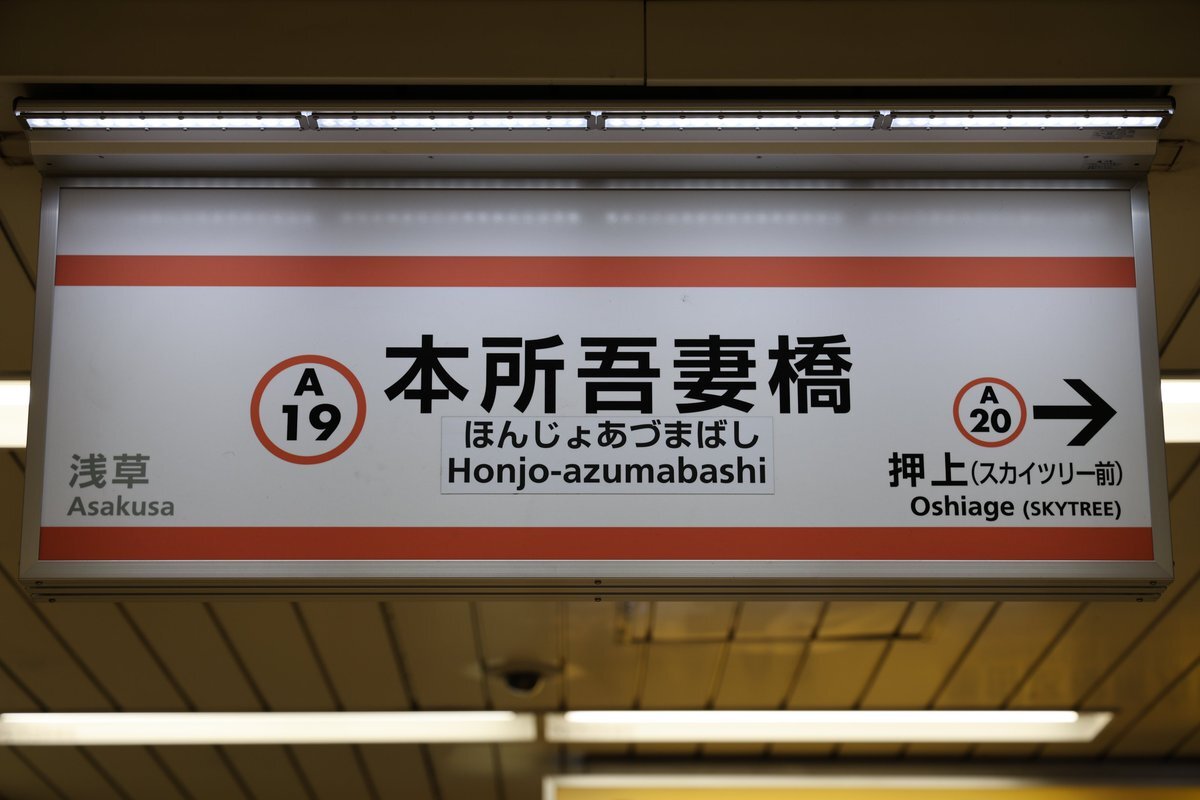 A
19
本所吾妻橋
ほんじょあづまばし
Honjo-azumabashi
浅草
Asakusa
A
20
押上(スカイツリー前)
Oshiage (SKYTREE)